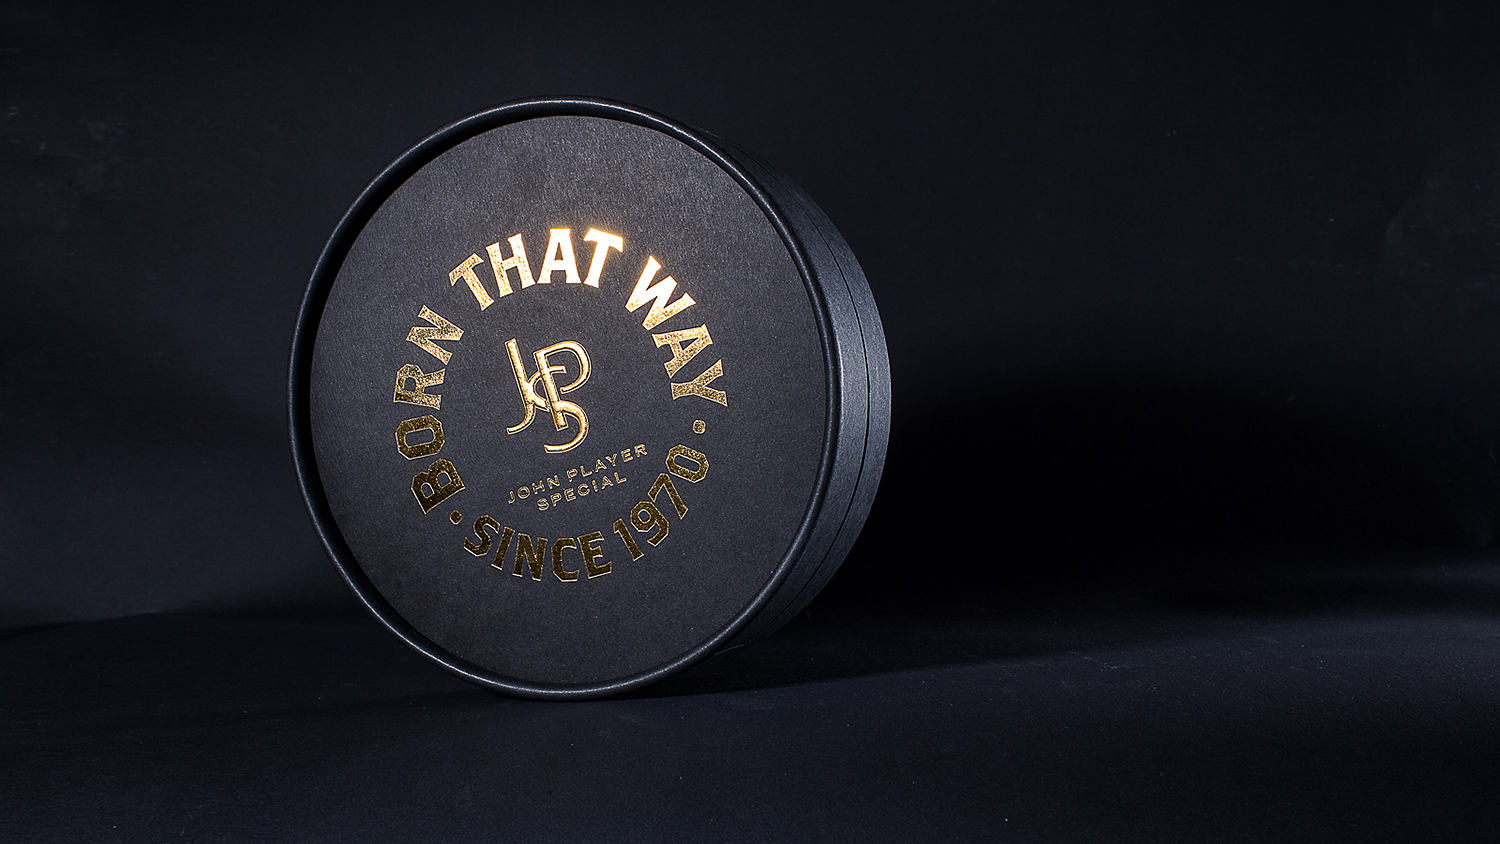 BORN THAT WAY
JPS
JOHN PLAYER
SPECIAL
· SINCE 1970 ·